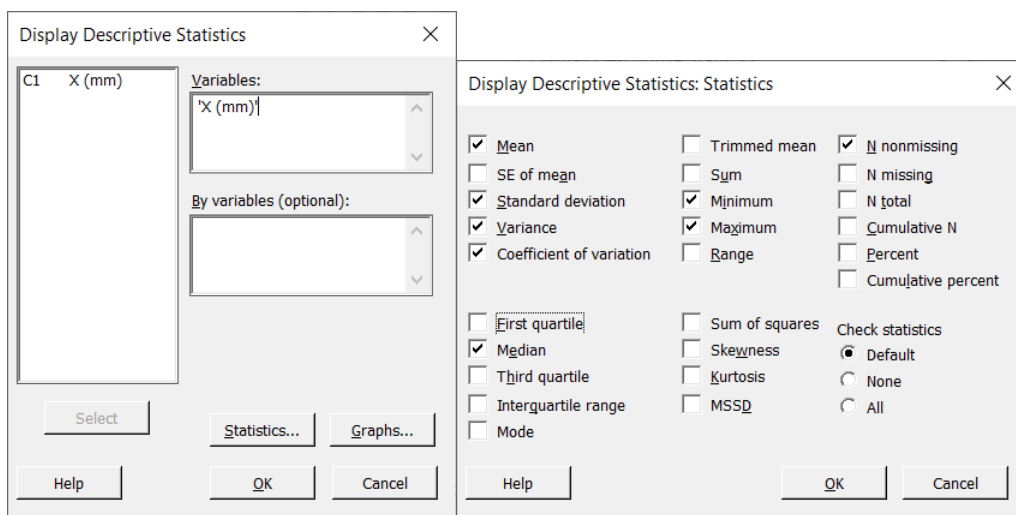 Display Descriptive Statistics
C1 X (mm)
Variables:
'X (mm)'
By variables (optional):
Select
Statistics...
Graphs...
Help
OK
Cancel
Display Descriptive Statistics: Statistics
Mean
SE of mean
Standard deviation
Variance
Coefficient of variation
Trimmed mean
Sum
Minimum
Maximum
Range
N nonmissing
N missing
N total
Cumulative N
Percent
Cumulative percent
First quartile
Median
Third quartile
Interquartile range
Mode
Sum of squares
Skewness
Kurtosis
MSSD
Check statistics
Default
None
All
Help
OK
Cancel